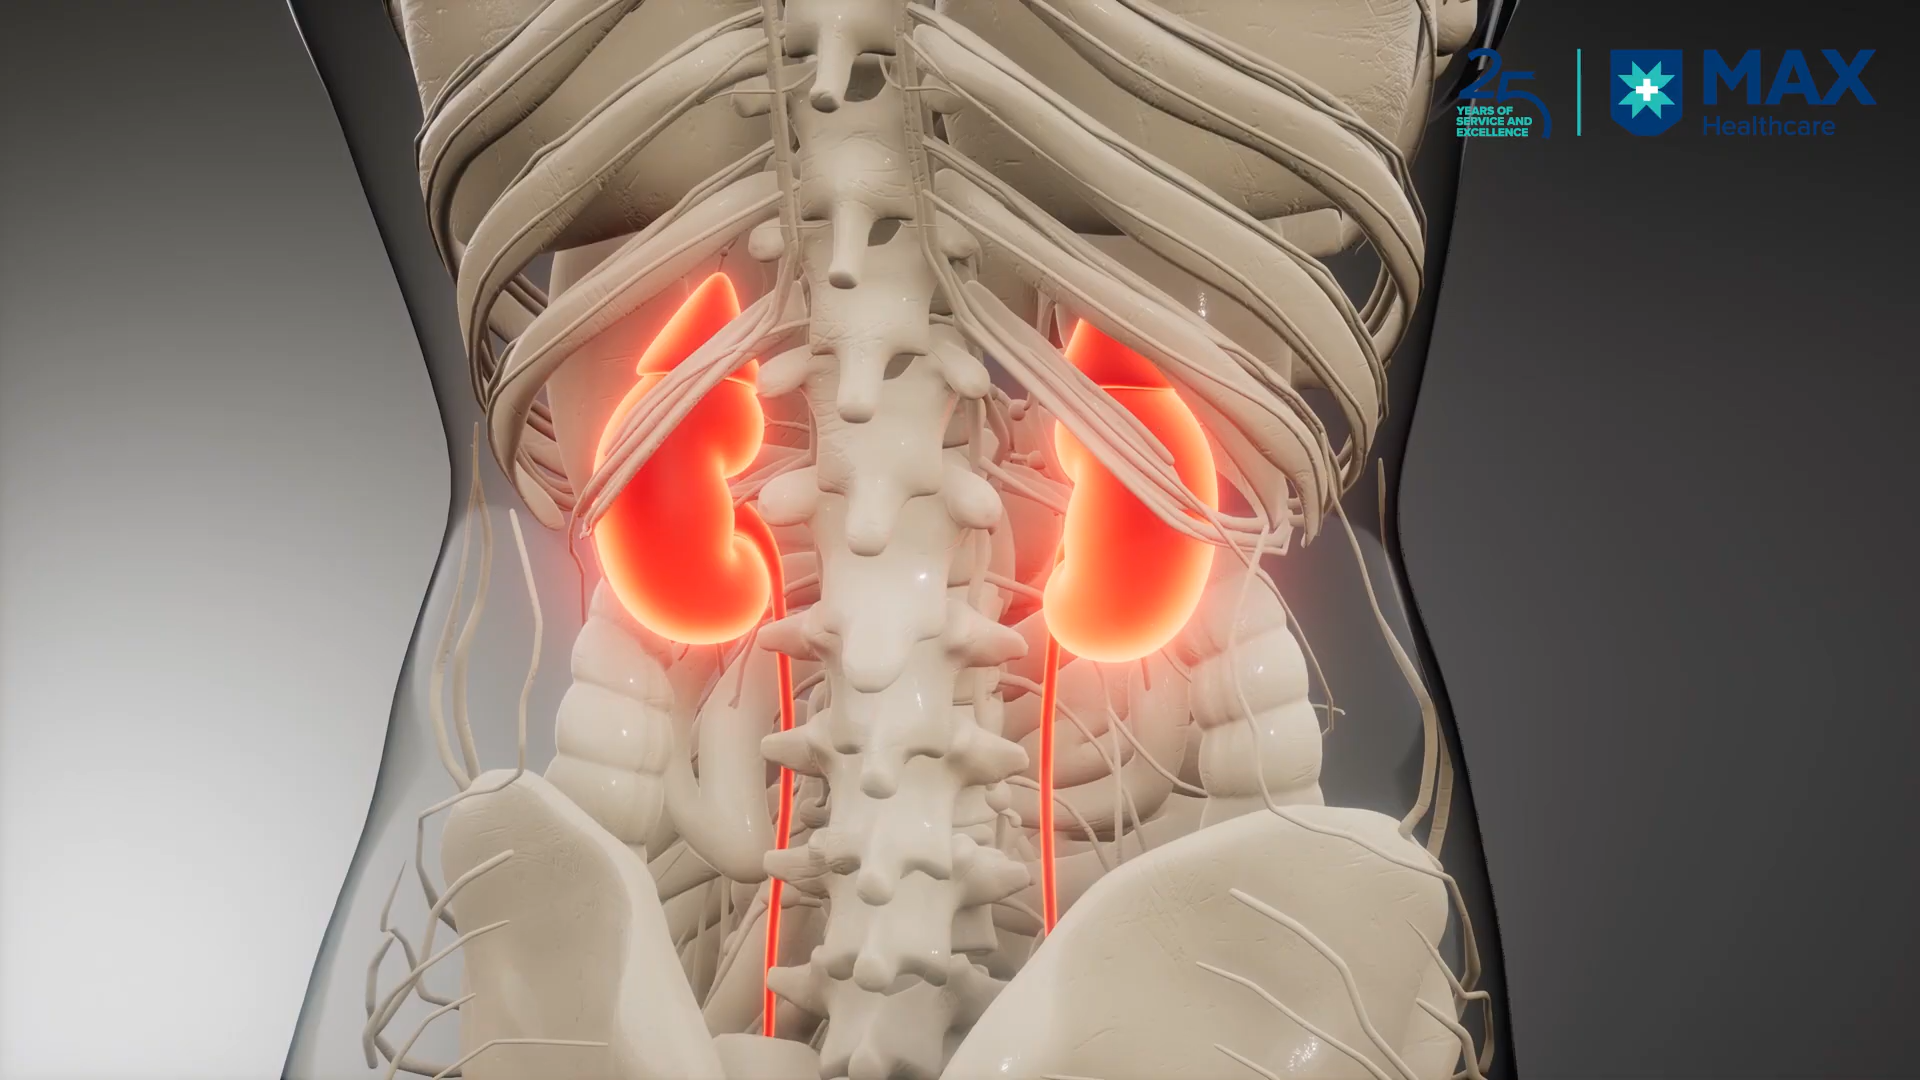 25
YEARS OF
SERVICE AND
EXCELLENCE
MAX
Healthcare